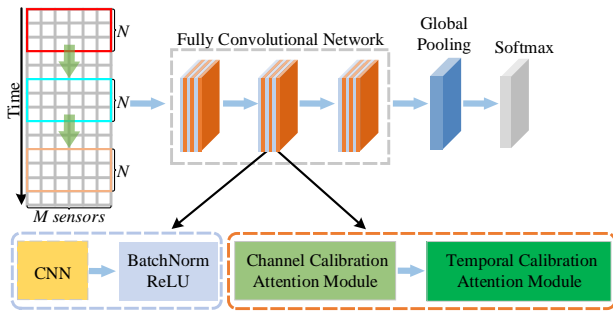 N
Fully Convolutional Network
Global
Pooling
Softmax
Time
N
N
M sensors
CNN
BatchNorm
ReLU
Channel Calibration
Attention Module
Temporal Calibration
Attention Module